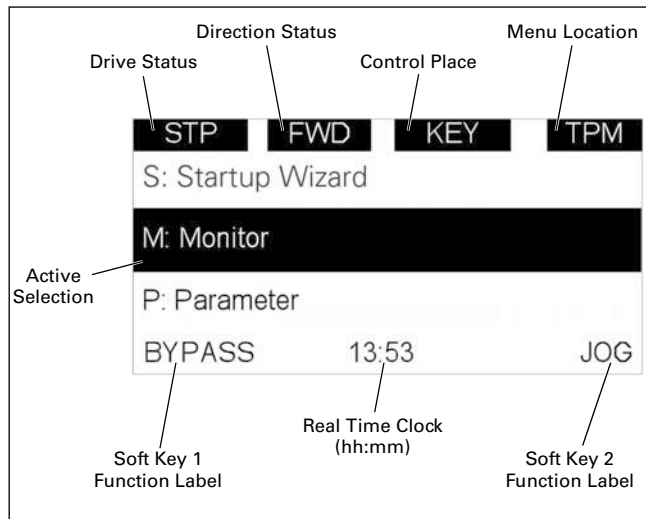 Direction Status
Menu Location
Drive Status
Control Place
STP FWD KEY TPM
S: Startup Wizard
M: Monitor
Active
Selection
P: Parameter
BYPASS 13:53 JOG
Real Time Clock
(hh:mm)
Soft Key 1
Function Label
Soft Key 2
Function Label